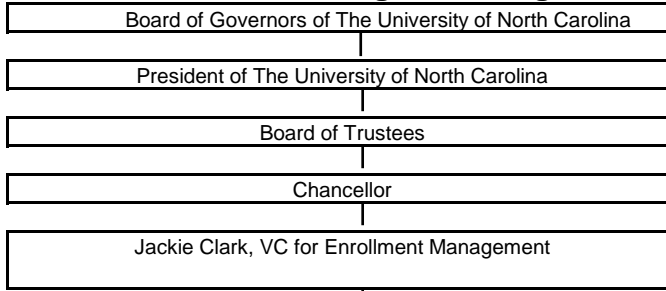 Board of Governors of The University of North Carolina
President of The University of North Carolina
Board of Trustees
Chancellor
Jackie Clark, VC for Enrollment Management